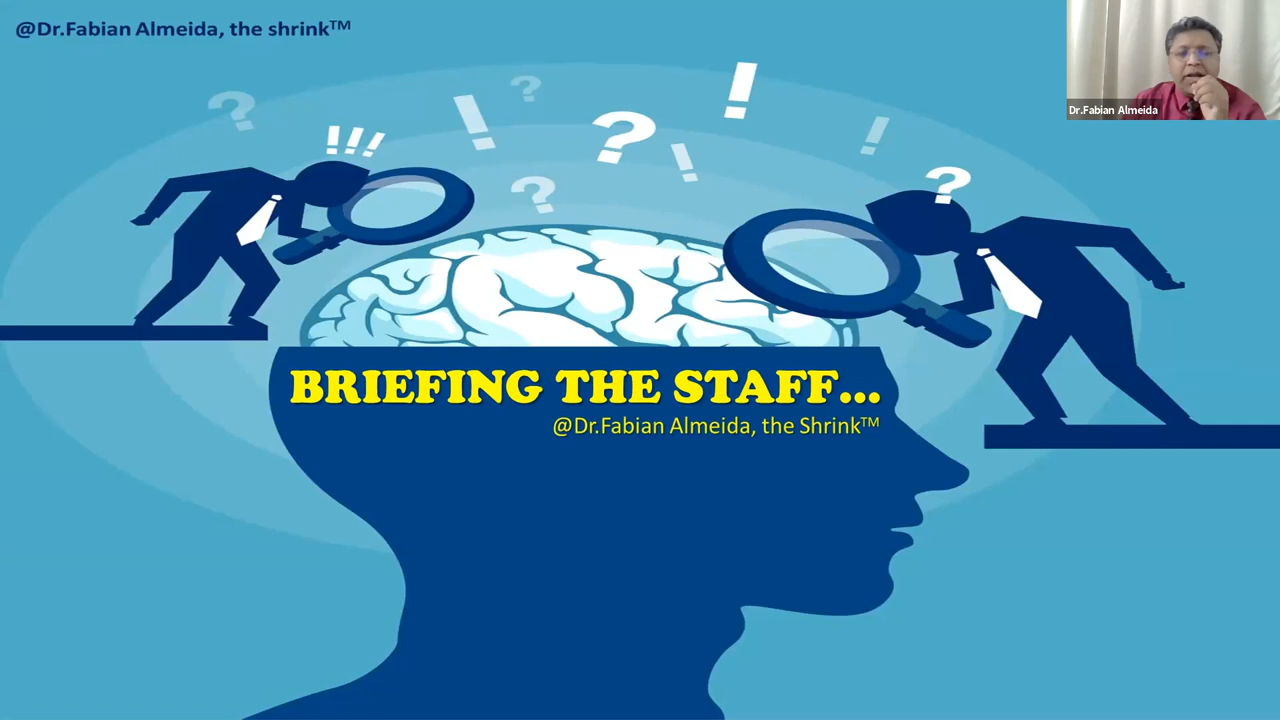 @Dr.Fabian Almeida, the shrink™
Dr.Fabian Almeida
? ! ? ? ! ! ! ? !!! ?
BRIEFING THE STAFF...
@Dr.Fabian Almeida, the Shrink™